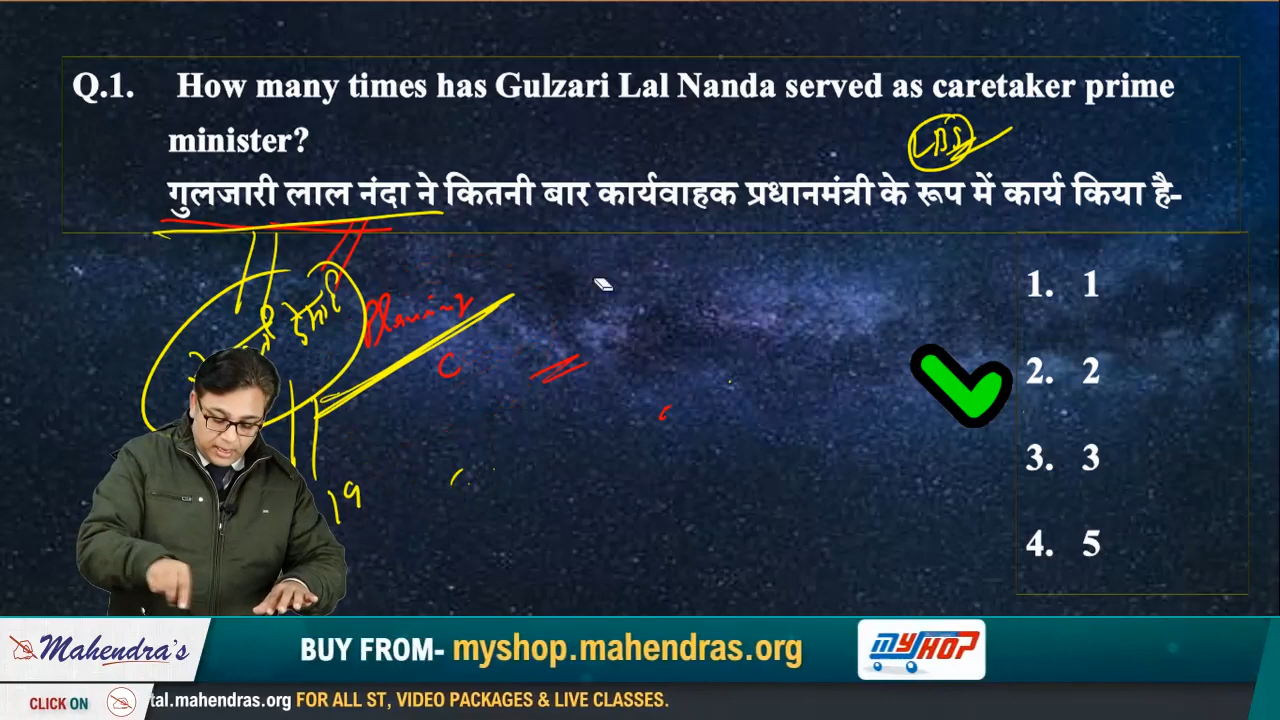 Q.1. How many times has Gulzari Lal Nanda served as caretaker prime
minister?
LBS
गुलजारी लाल नंदा ने कितनी बार कार्यवाहक प्रधानमंत्री के रूप में कार्य किया है-
1. 1
Planning
C
2. 2
3. 3
19
4. 5
Mahendra's
BUY FROM- myshop.mahendras.org
MY SHOP
CLICK ON
tal.mahendras.org FOR ALL ST, VIDEO PACKAGES & LIVE CLASSES.